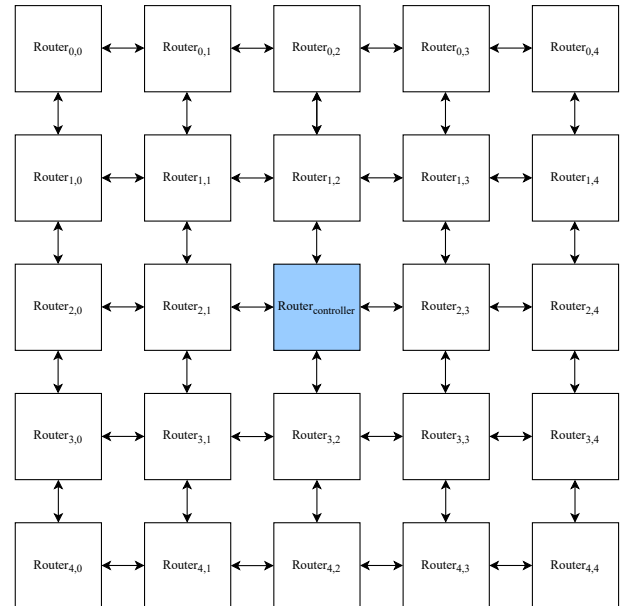 Router0,0 Router0,1 Router0,2 Router0,3 Router0,4
Router1,0 Router1,1 Router1,2 Router1,3 Router1,4
Router2,0 Router2,1 Routercontroller Router2,3 Router2,4
Router3,0 Router3,1 Router3,2 Router3,3 Router3,4
Router4,0 Router4,1 Router4,2 Router4,3 Router4,4